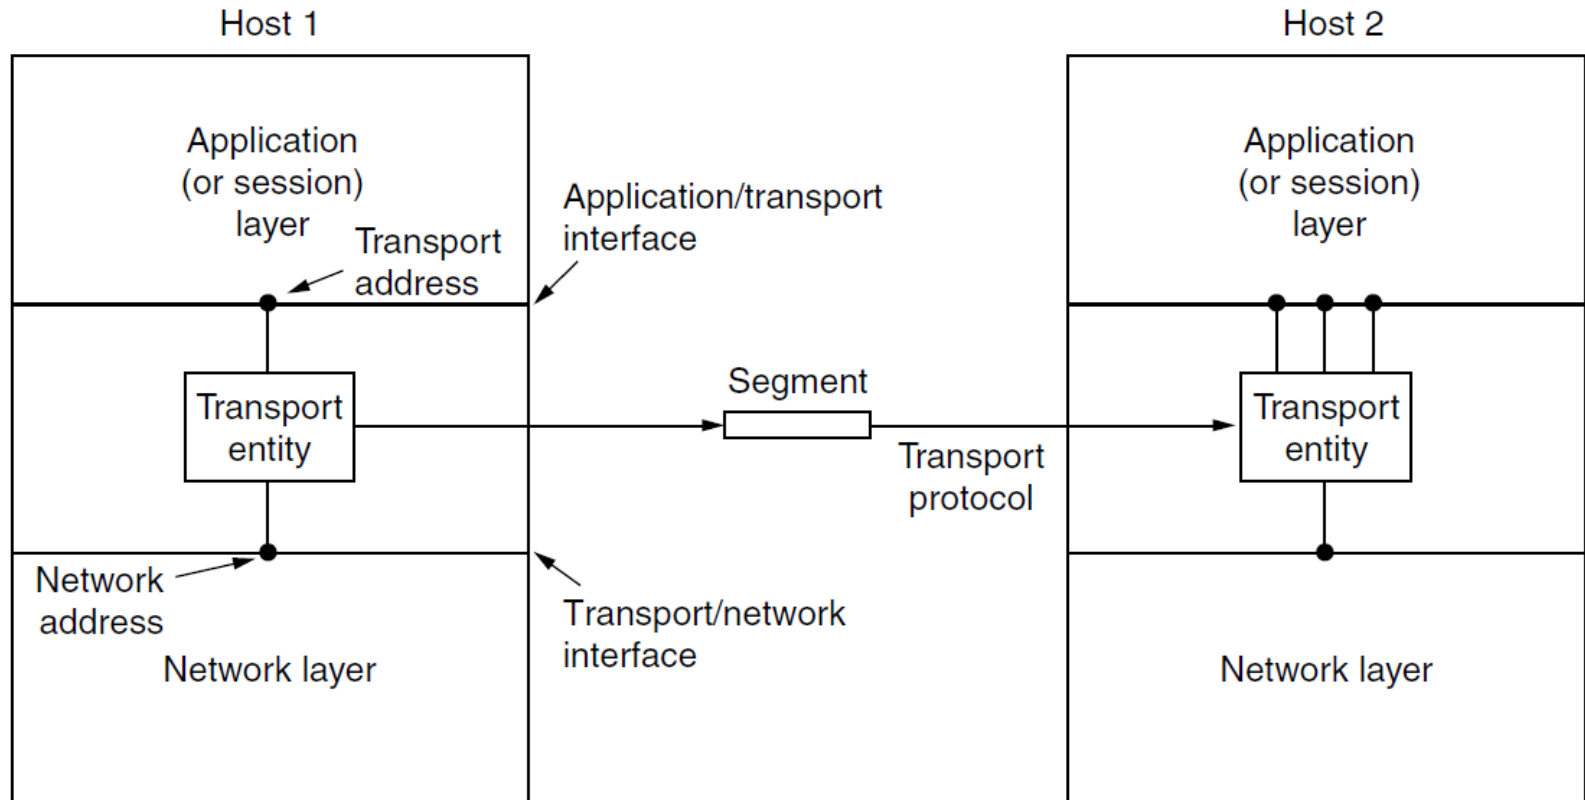 Host 1
Host 2
Application
(or session)
layer
Transport
address
Application/transport
interface
Application
(or session)
layer
Transport
entity
Segment
Transport
protocol
Transport
entity
Network
address
Transport/network
interface
Network layer
Network layer